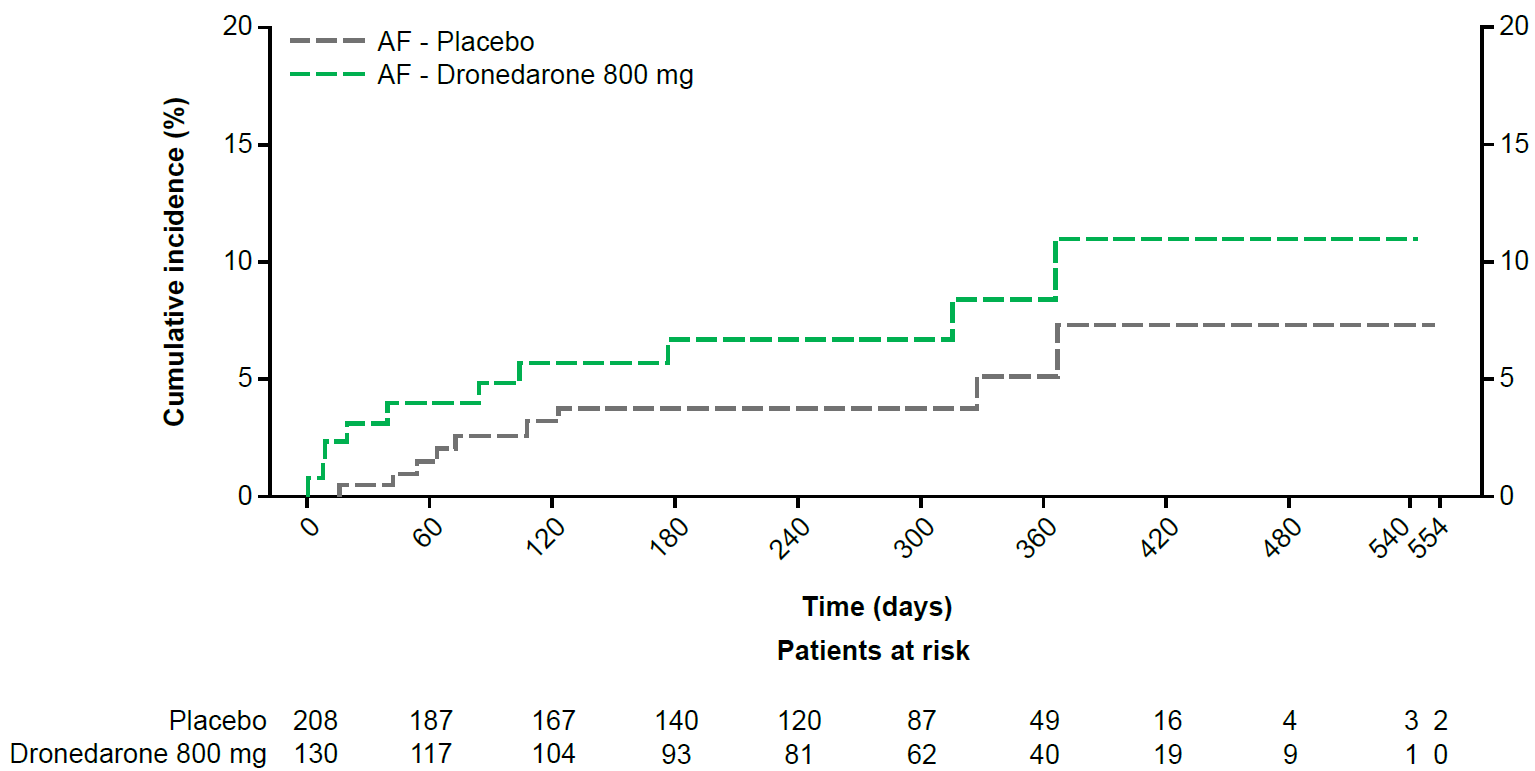 20 20
AF - Placebo
AF - Dronedarone 800 mg
15 15
Cumulative incidence (%)
10 10
5 5
0 0
0 60 120 180 240 300 360 420 480 540 554
Time (days)
Patients at risk
Placebo 208 187 167 140 120 87 49 16 4 3 2
Dronedarone 800 mg 130 117 104 93 81 62 40 19 9 1 0